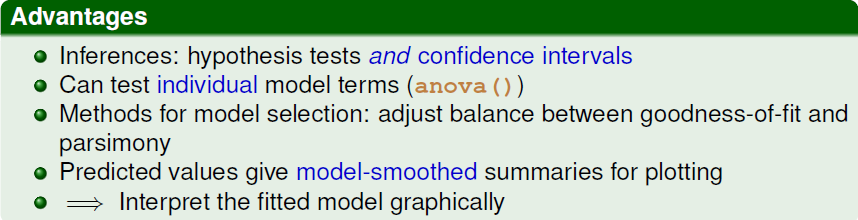 Advantages
Inferences: hypothesis tests and confidence intervals
Can test individual model terms (anova())
Methods for model selection: adjust balance between goodness-of-fit and
parsimony
Predicted values give model-smoothed summaries for plotting
⟹ Interpret the fitted model graphically